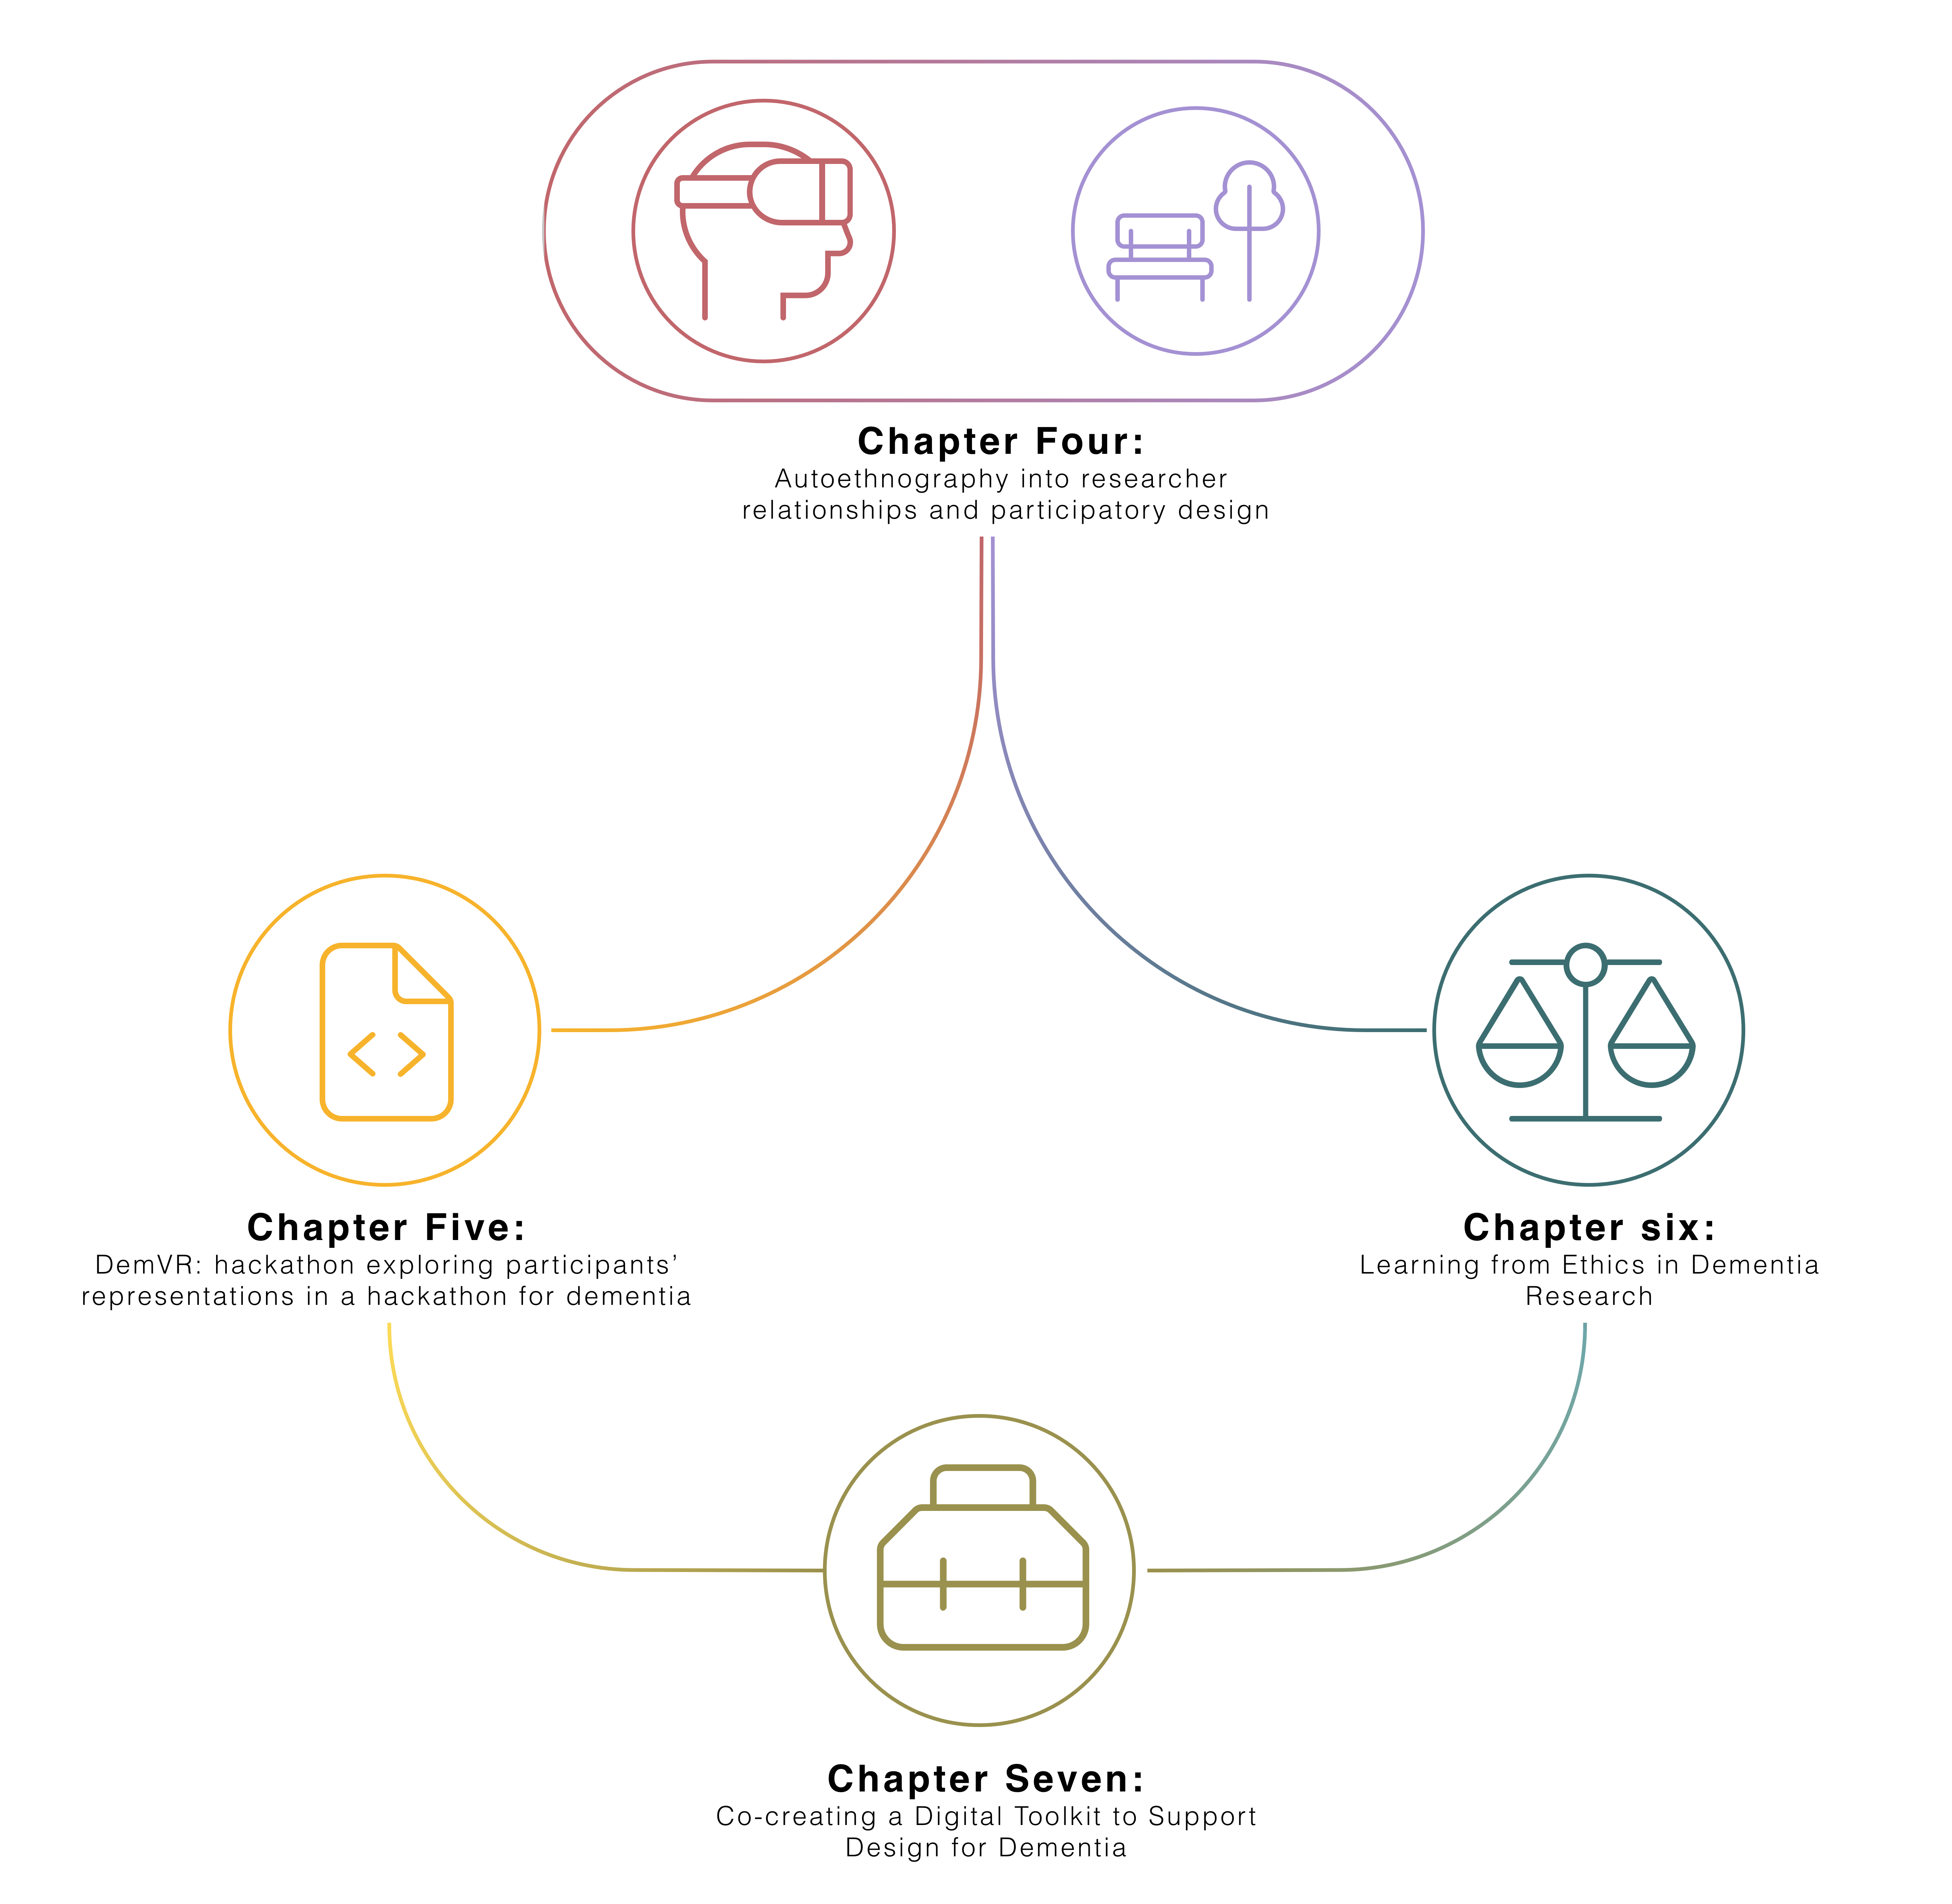 Chapter Four:
Autoethnography into researcher
relationships and participatory design
Chapter Five:
DemVR: hackathon exploring participants’
representations in a hackathon for dementia
Chapter six:
Learning from Ethics in Dementia
Research
Chapter Seven:
Co-creating a Digital Toolkit to Support
Design for Dementia